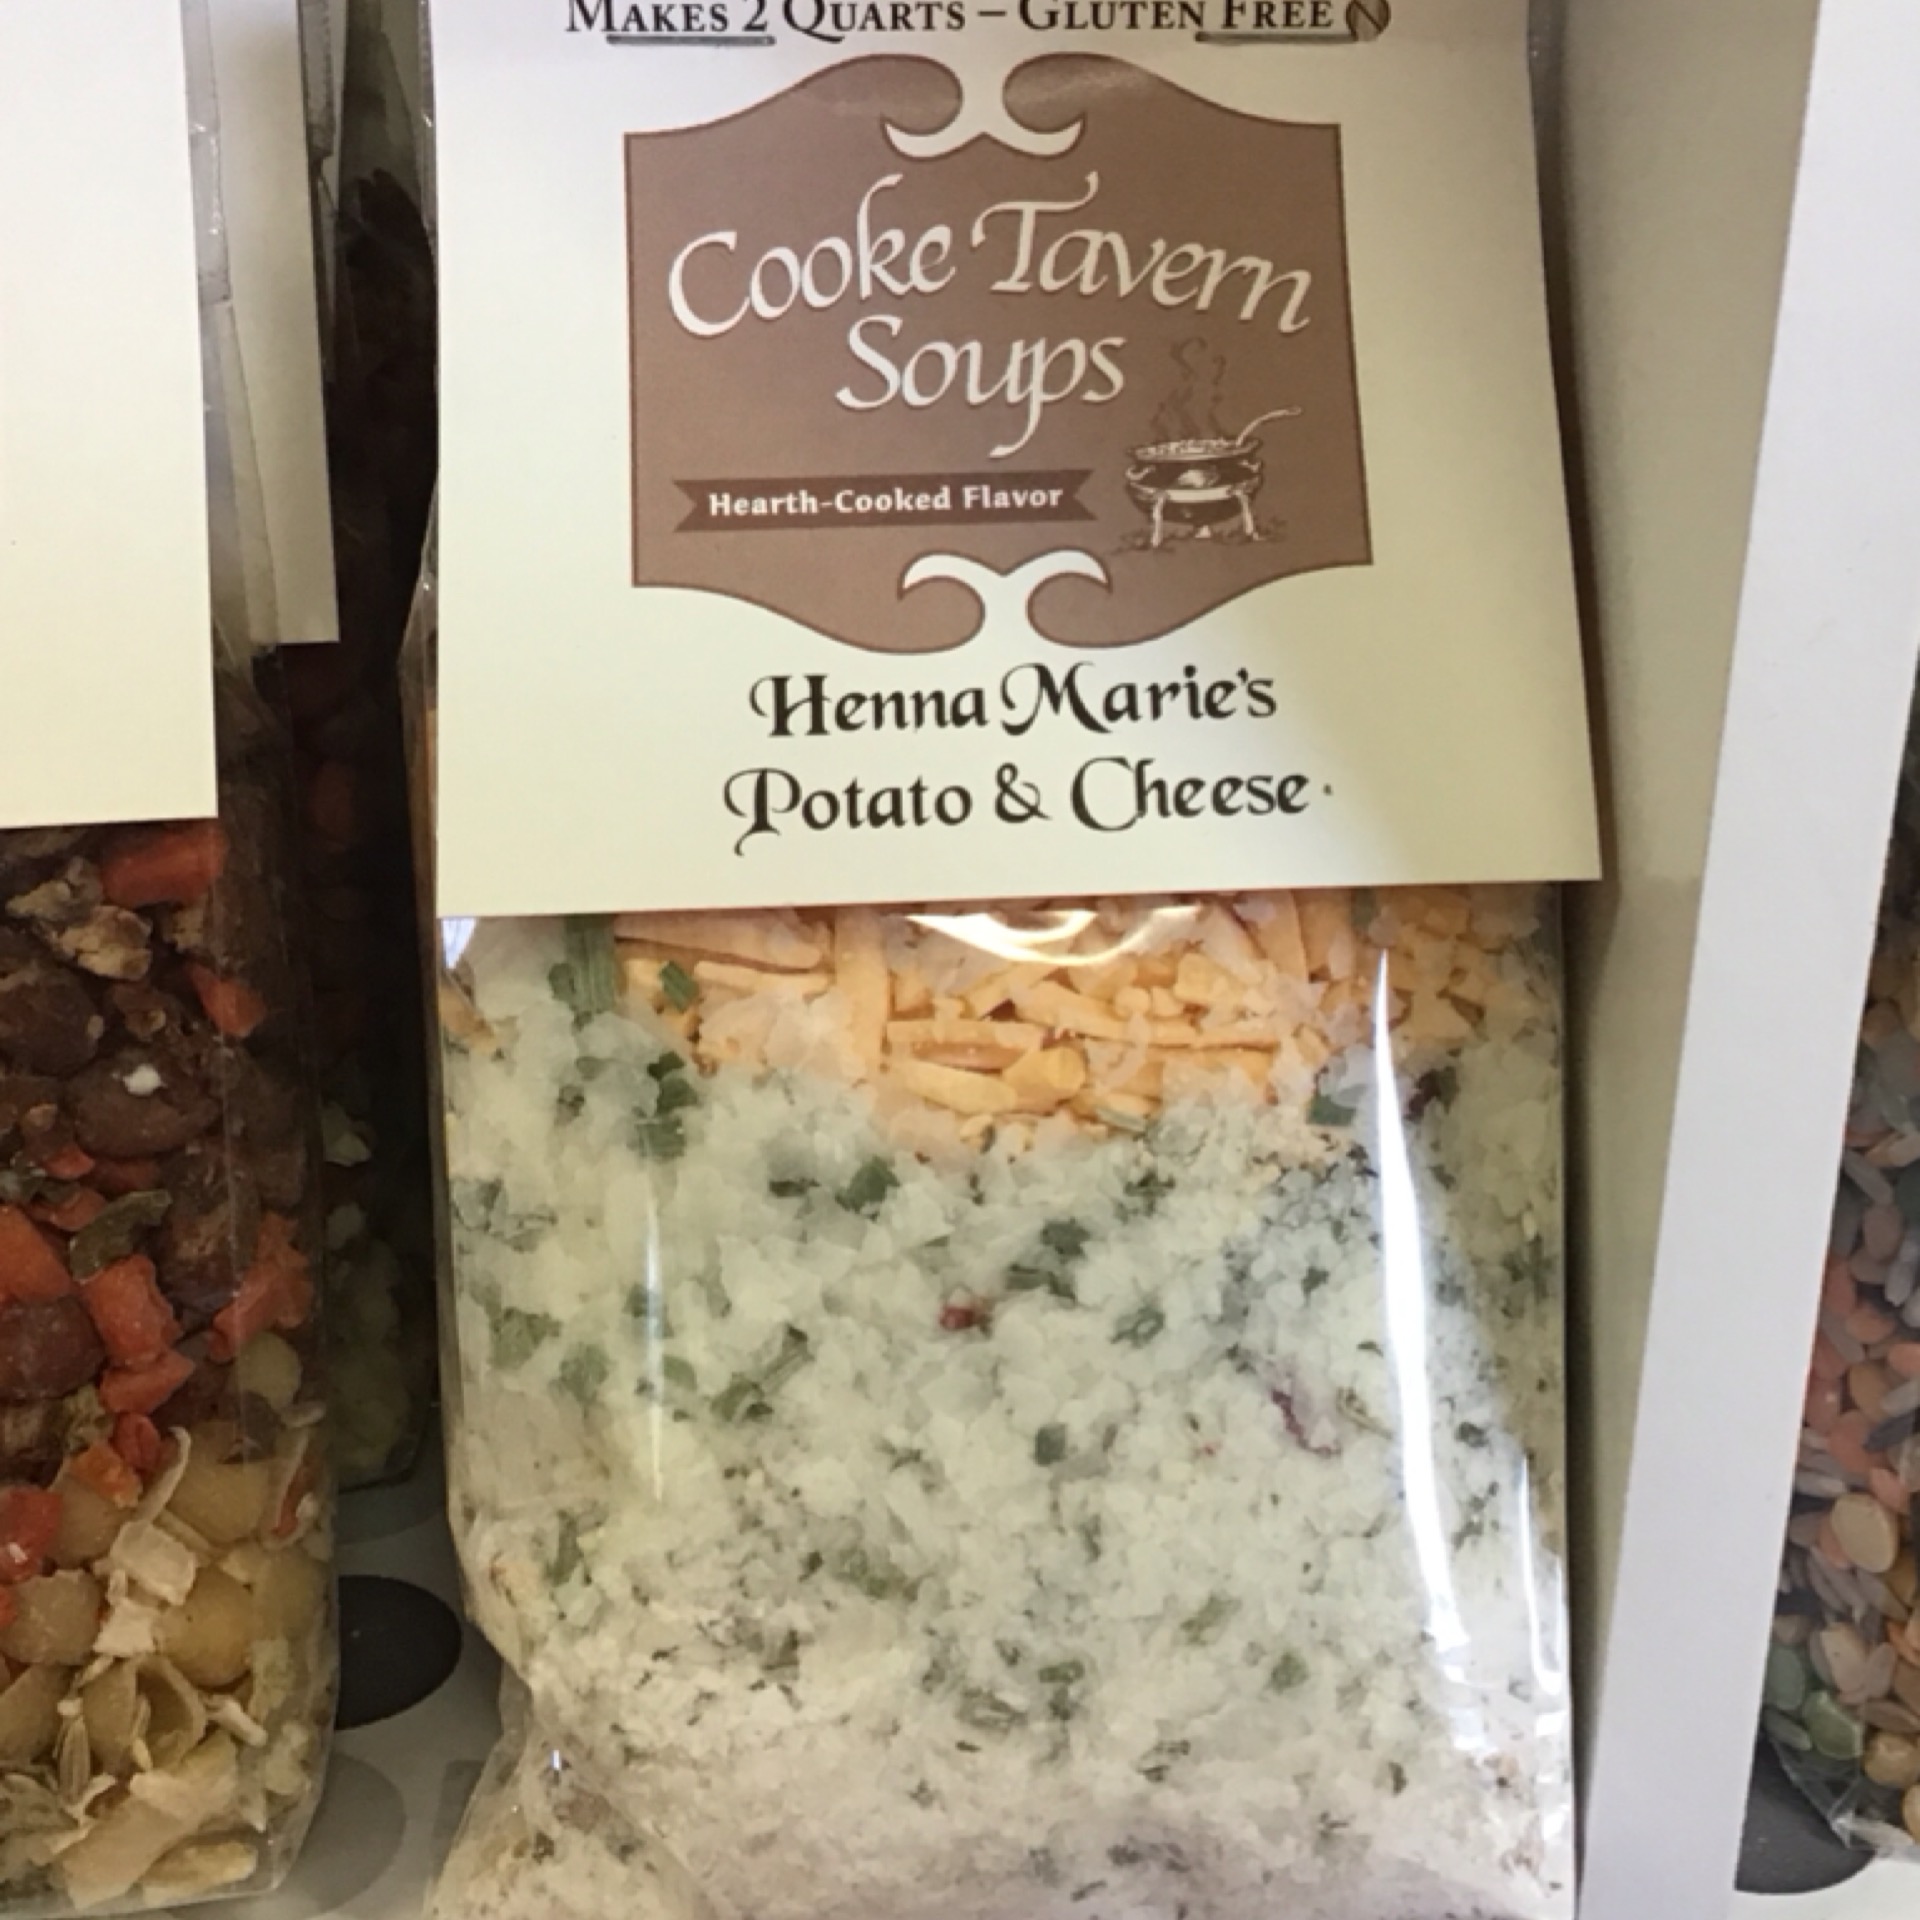 MAKES 2 QUARTS – GLUTEN FREE
Cooke Tavern
Soups
Hearth-Cooked Flavor
Henna Marie's
Potato & Cheese